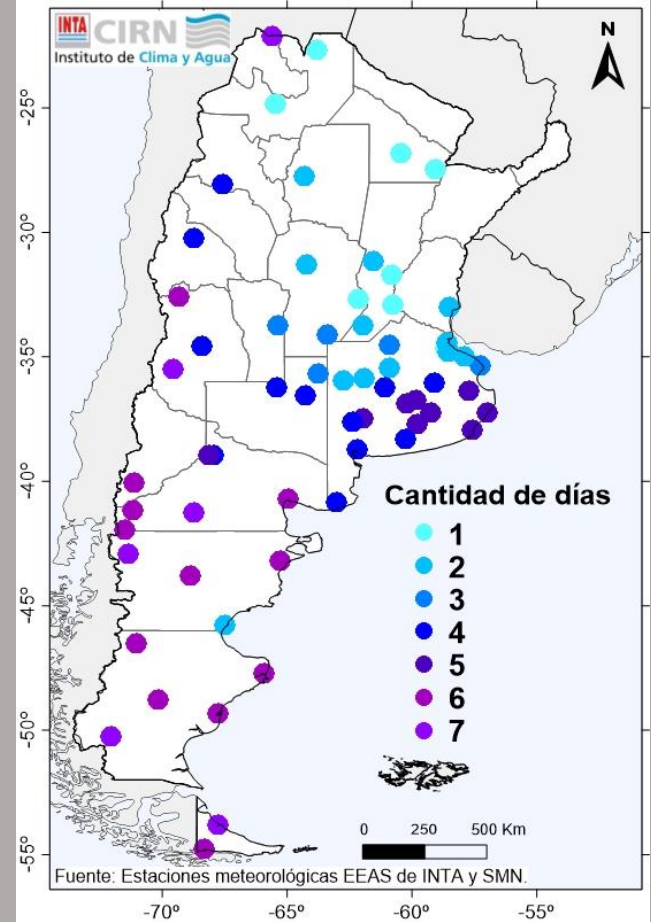 INTA
CIRN
Instituto de Clima y Agua
N
-25°
-30°
-35°
-40°
-45°
-50°
-55°
Cantidad de días
1
2
3
4
5
6
7
0 250 500 Km
Fuente: Estaciones meteorológicas EEAS de INTA y SMN.
-70° -65° -60° -55°